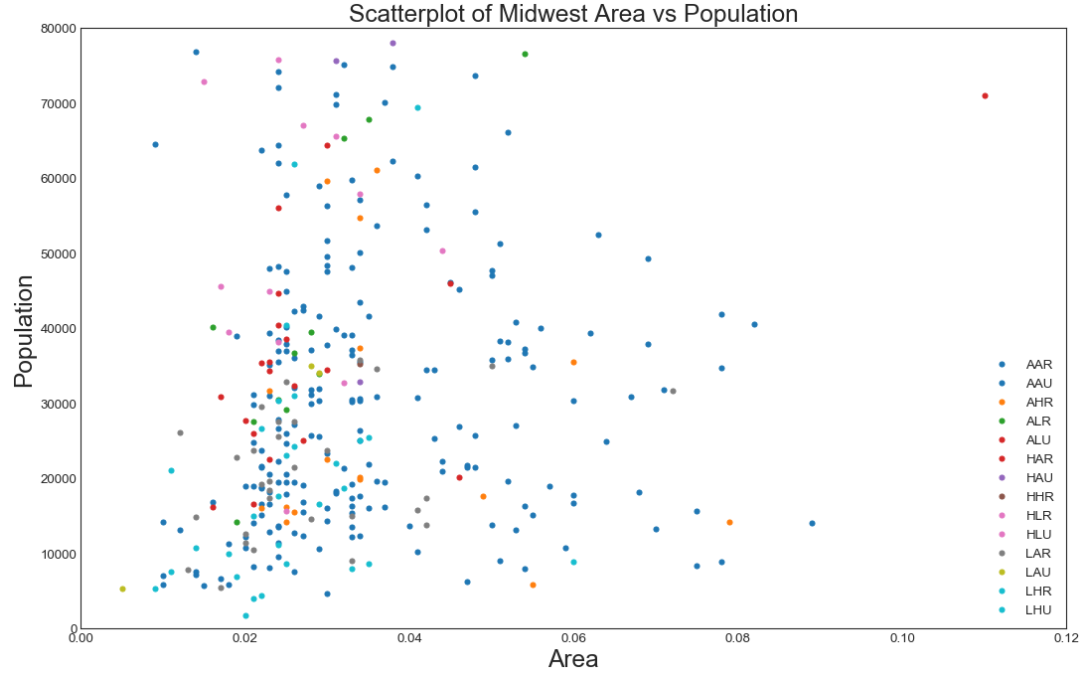 Scatterplot of Midwest Area vs Population
80000
70000
60000
50000
40000
30000
20000
10000
0
Population
0.00
0.02
0.04
0.06
0.08
0.10
0.12
Area
AAR
AAU
AHR
ALR
ALU
HAR
HAU
HHR
HLR
HLU
LAR
LAU
LHR
LHU